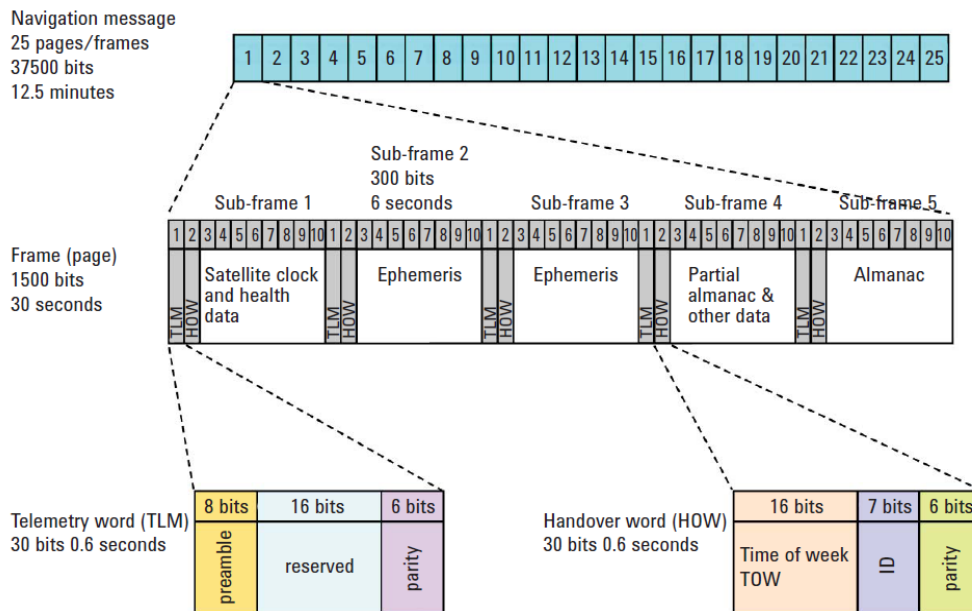 Navigation message
25 pages/frames
37500 bits
12.5 minutes
1 2 3 4 5 6 7 8 9 10 11 12 13 14 15 16 17 18 19 20 21 22 23 24 25
Sub-frame 2
300 bits
6 seconds
Sub-frame 1
Sub-frame 3
Sub-frame 4
Sub-frame 5
1 2 3 4 5 6 7 8 9 10 1 2 3 4 5 6 7 8 9 10 1 2 3 4 5 6 7 8 9 10 1 2 3 4 5 6 7 8 9 10 1 2 3 4 5 6 7 8 9 10
Frame (page)
1500 bits
30 seconds
TLM
HOW
Satellite clock
and health
data
TLM
HOW
Ephemeris
TLM
HOW
Ephemeris
TLM
HOW
Partial
almanac &
other data
TLM
HOW
Almanac
Telemetry word (TLM)
30 bits 0.6 seconds
8 bits
16 bits
6 bits
preamble
reserved
parity
Handover word (HOW)
30 bits 0.6 seconds
16 bits
7 bits
6 bits
Time of week
TOW
ID
parity